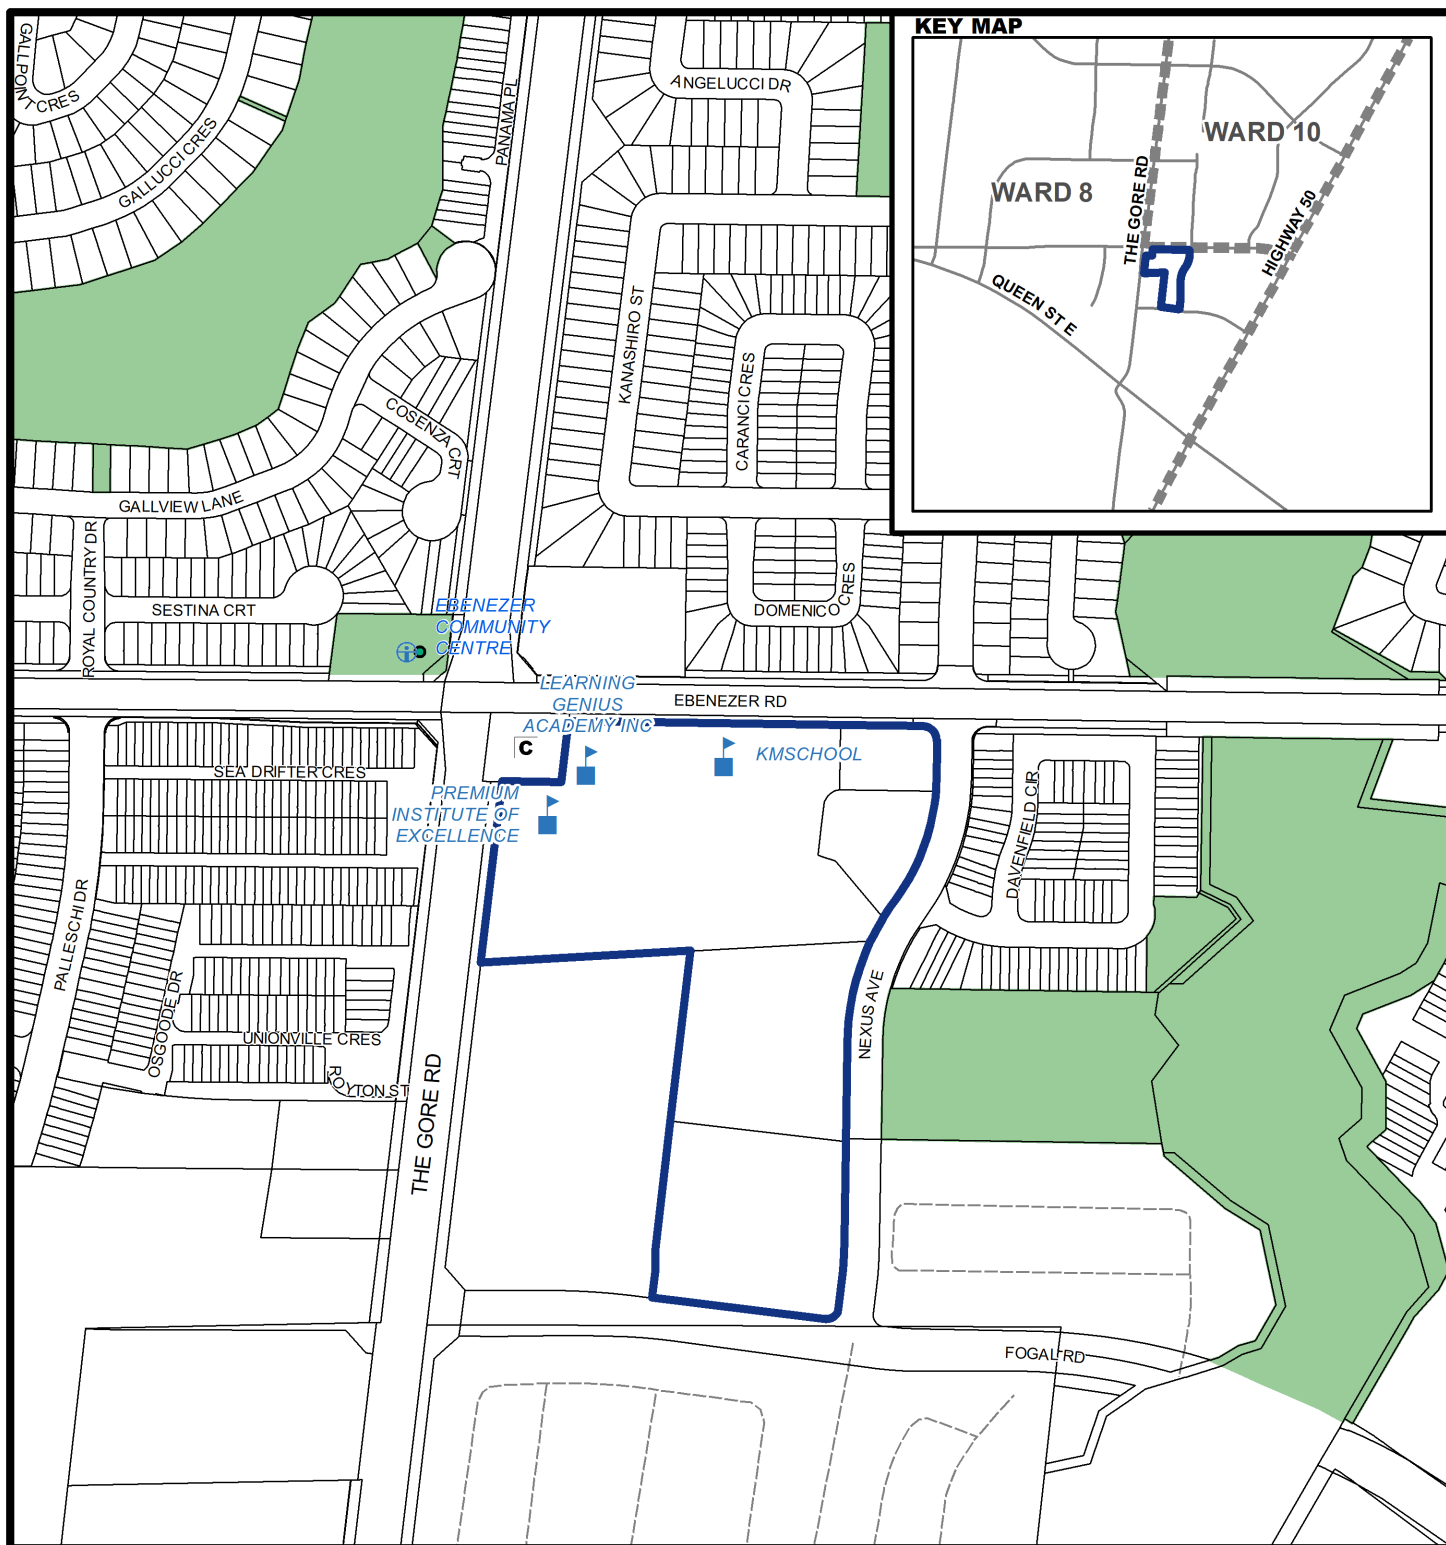 KEY MAP
WARD 10
WARD 8
THE GORE RD
HIGHWAY 50
QUEEN ST E
GALLPOINT CRES
GALLUCCI CRES
PANAMA PL
ANGELUCCI DR
KANASHIRO ST
CARANCI CRES
COSENZA CRT
GALLVIEW LANE
ROYAL COUNTRY DR
SESTINA CRT
DOMENICO CRES
EBENEZER
COMMUNITY
CENTRE
LEARNING
GENIUS
ACADEMY INC
EBENEZER RD
C
KMSCHOOL
SEA DRIFTER CRES
PREMIUM
INSTITUTE OF
EXCELLENCE
DAVENFIELD CIR
PALLESCHI DR
OSGOODE DR
UNIONVILLE CRES
ROYTON ST
NEXUS AVE
THE GORE RD
FOGAL RD